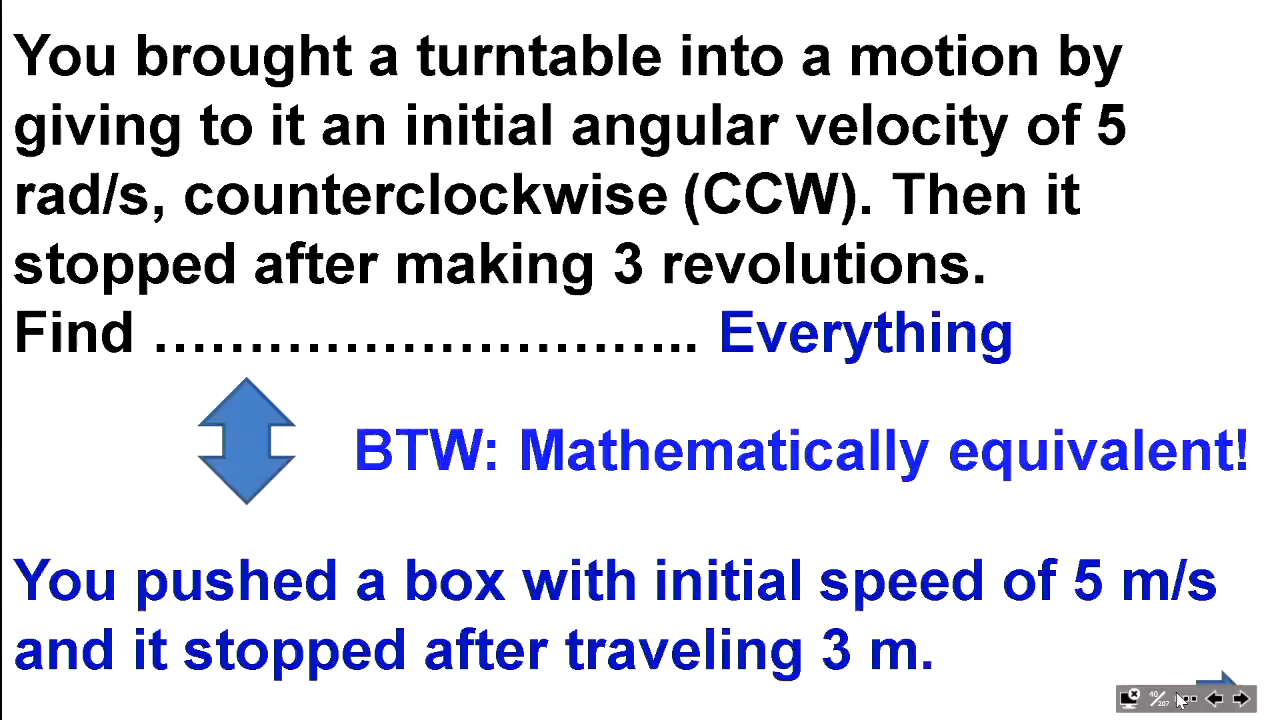 You brought a turntable into a motion by
giving to it an initial angular velocity of 5
rad/s, counterclockwise (CCW). Then it
stopped after making 3 revolutions.
Find ……………………….. Everything
BTW: Mathematically equivalent!
You pushed a box with initial speed of 5 m/s
and it stopped after traveling 3 m.
40/207